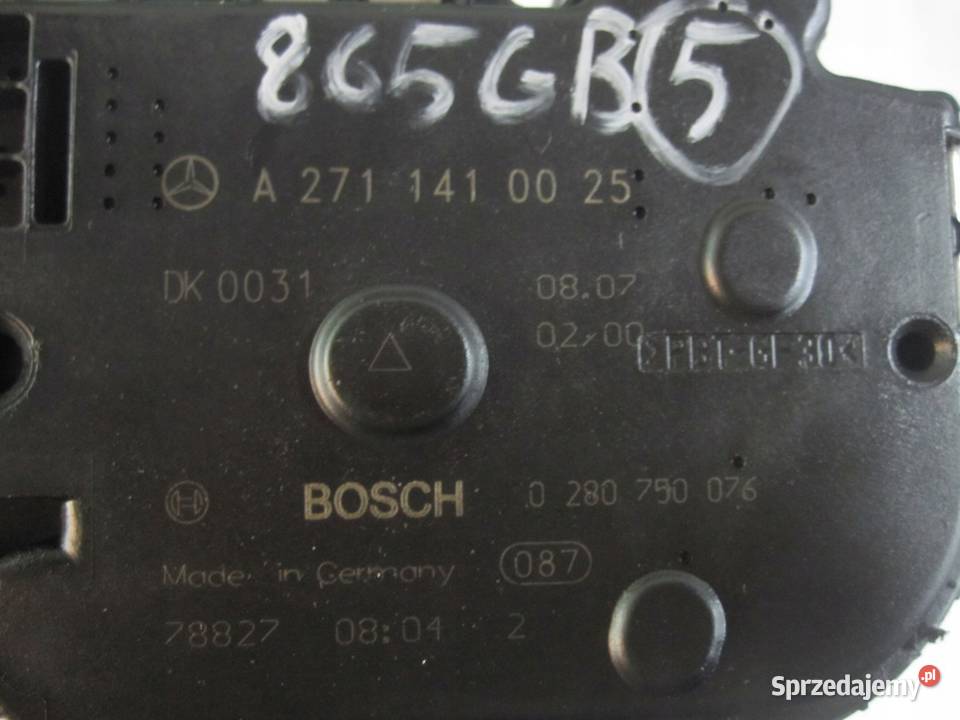 865GB 5
A 271 141 00 25
DK 0031 08.07
02.00
>PBT-GF30<
BOSCH 0 280 750 076
Made in Germany 087
78827 08:04 2
Sprzedajemy.pl